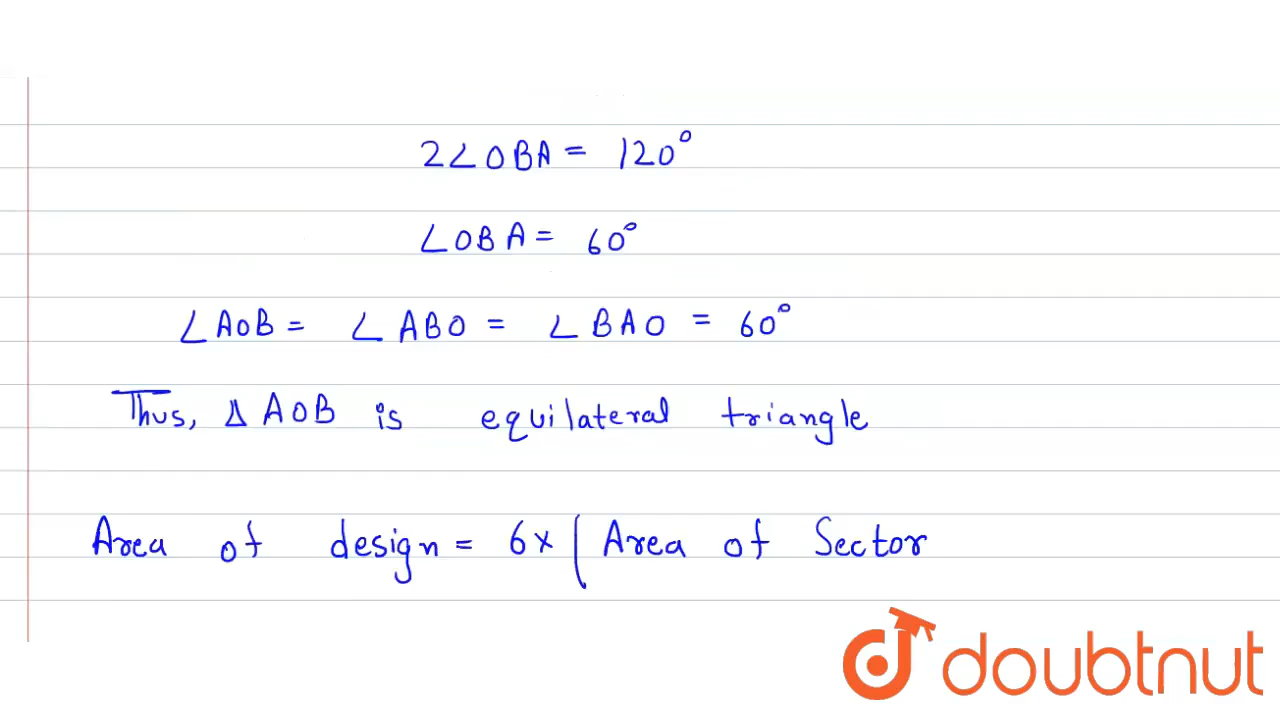 2∠OBA = 120°
∠OBA = 60°
∠AOB = ∠ABO = ∠BAO = 60°
Thus, Δ AOB is equilateral triangle
Area of design = 6× ( Area of Sector
doubtnut